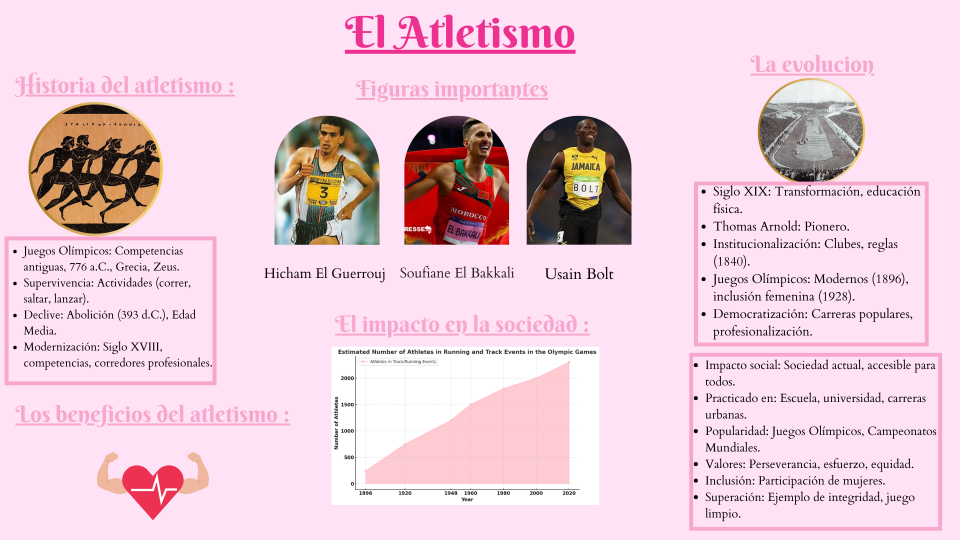 El Atletismo
Historia del atletismo :
Juegos Olímpicos: Competencias
antiguas, 776 a.C., Grecia, Zeus.
Supervivencia: Actividades (correr,
saltar, lanzar).
Declive: Abolición (393 d.C.), Edad
Media.
Modernización: Siglo XVIII,
competencias, corredores profesionales.
Los beneficios del atletismo :
Figuras importantes
3
MOROCCO
EL BAKKALI
JAMAICA
BOLT
Hicham El Guerrouj
Soufiane El Bakkali
Usain Bolt
El impacto en la sociedad :
Estimated Number of Athletes in Running and Track Events in the Olympic Games
Athletes in Track/Running Events
Number of Athletes
2000
1500
1000
500
0
1896 1920 1948 1960 1980 2000 2020
Year
La evolucion
Siglo XIX: Transformación, educación
física.
Thomas Arnold: Pionero.
Institucionalización: Clubes, reglas
(1840).
Juegos Olímpicos: Modernos (1896),
inclusión femenina (1928).
Democratización: Carreras populares,
profesionalización.
Impacto social: Sociedad actual, accesible para
todos.
Practicado en: Escuela, universidad, carreras
urbanas.
Popularidad: Juegos Olímpicos, Campeonatos
Mundiales.
Valores: Perseverancia, esfuerzo, equidad.
Inclusión: Participación de mujeres.
Superación: Ejemplo de integridad, juego
limpio.